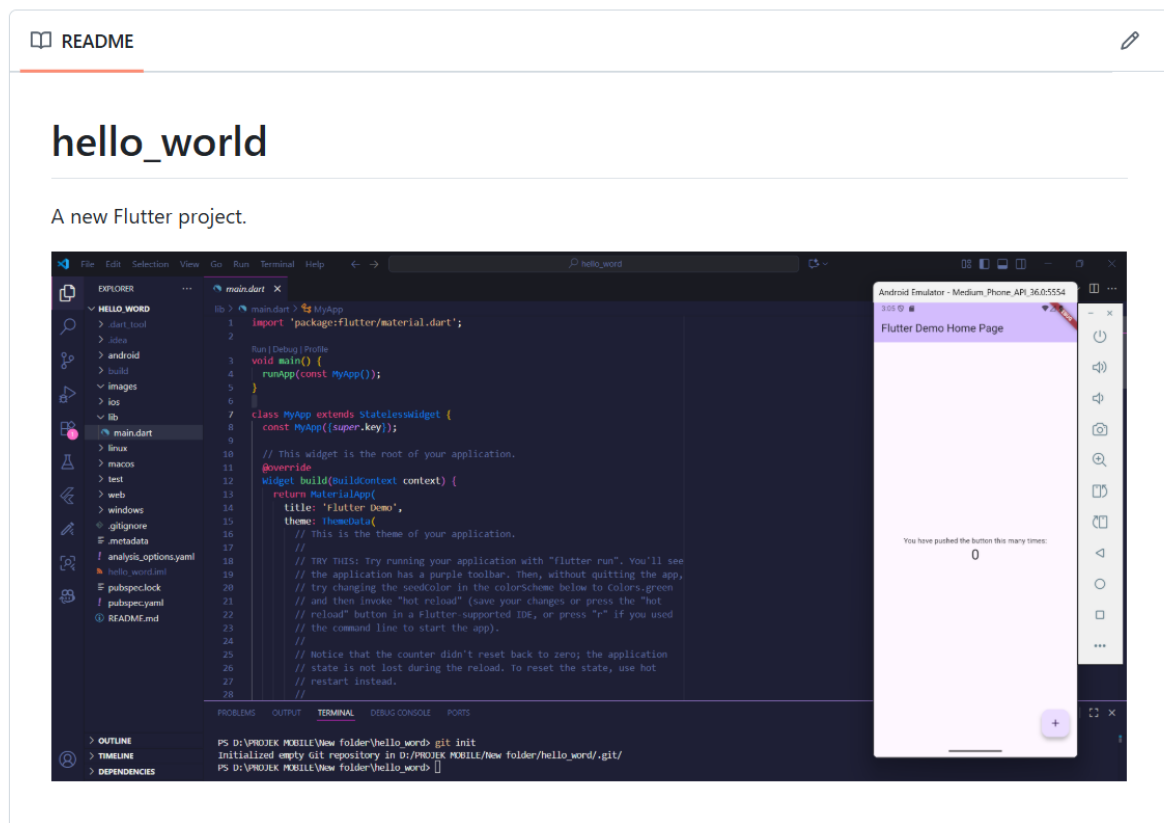 README
hello_world
A new Flutter project.
File Edit Selection View Go Run Terminal Help
hello_word
EXPLORER
HELLO_WORD
.dart_tool
.idea
android
build
images
ios
lib
main.dart
linux
macos
test
web
windows
.gitignore
.metadata
analysis_options.yaml
hello_word.iml
pubspec.lock
pubspec.yaml
README.md
OUTLINE
TIMELINE
DEPENDENCIES
main.dart
lib > main.dart > MyApp
1 import 'package:flutter/material.dart';
2
Run | Debug | Profile
3 void main() {
4 runApp(const MyApp());
5 }
6
7 class MyApp extends StatelessWidget {
8 const MyApp({super.key});
9
10 // This widget is the root of your application.
11 @override
12 Widget build(BuildContext context) {
13 return MaterialApp(
14 title: 'Flutter Demo',
15 theme: ThemeData(
16 // This is the theme of your application.
17 //
18 // TRY THIS: Try running your application with "flutter run". You'll see
19 // the application has a purple toolbar. Then, without quitting the app,
20 // try changing the seedColor in the colorScheme below to Colors.green
21 // and then invoke "hot reload" (save your changes or press the "hot
22 // reload" button in a Flutter-supported IDE, or press "r" if you used
23 // the command line to start the app).
24 //
25 // Notice that the counter didn't reset back to zero; the application
26 // state is not lost during the reload. To reset the state, use hot
27 // restart instead.
28 //
PROBLEMS OUTPUT TERMINAL DEBUG CONSOLE PORTS
PS D:\PROJEK MOBILE\New folder\hello_word> git init
Initialized empty Git repository in D:/PROJEK MOBILE/New folder/hello_word/.git/
PS D:\PROJEK MOBILE\New folder\hello_word>
Android Emulator - Medium_Phone_API_36.0:5554
3:05
Flutter Demo Home Page
You have pushed the button this many times:
0